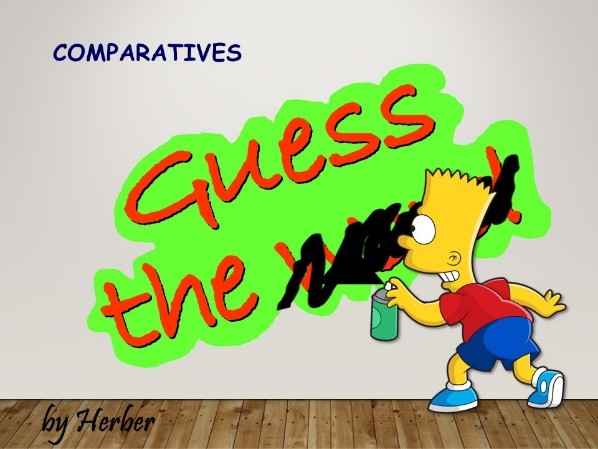 COMPARATIVES
Guess
the
by Herber